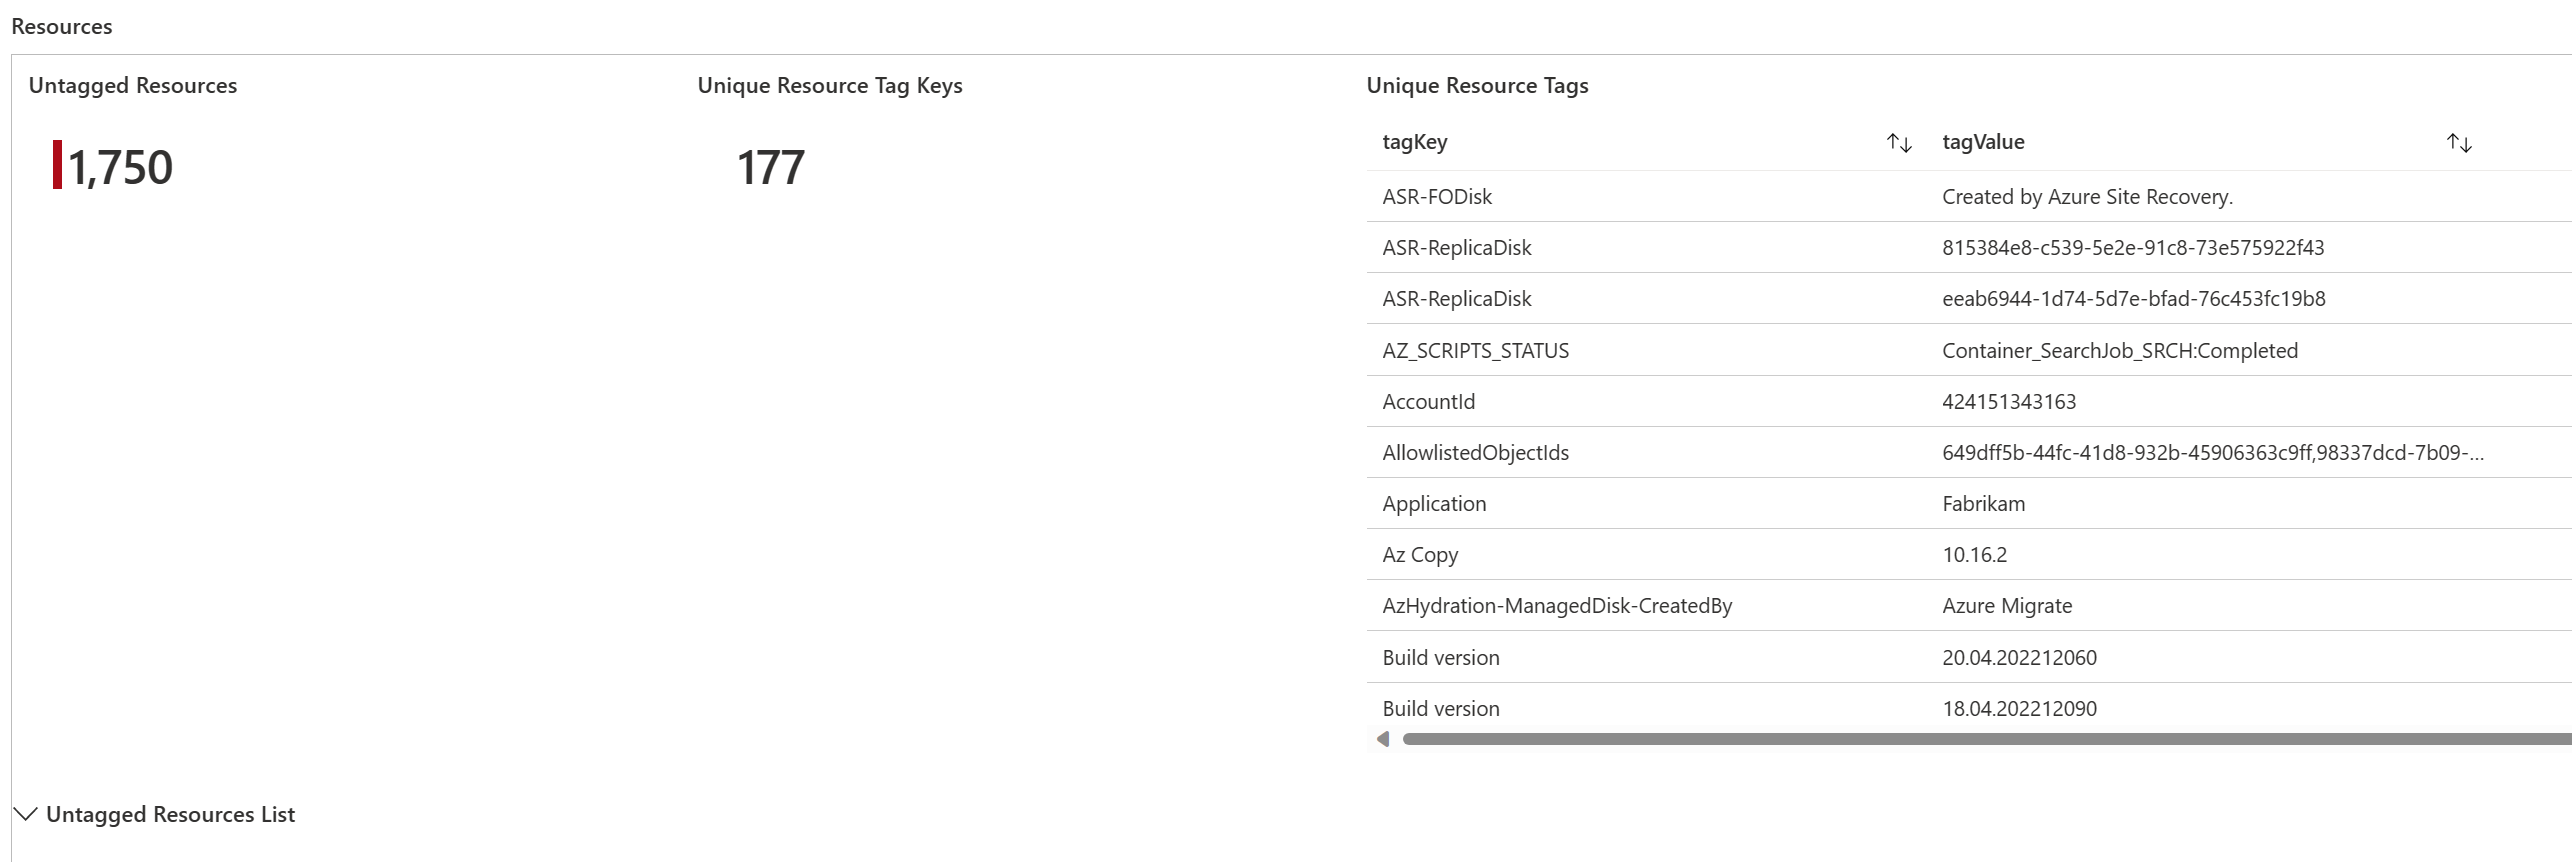 Resources
Untagged Resources
1,750
Unique Resource Tag Keys
177
Unique Resource Tags
tagKey tagValue
ASR-FODisk Created by Azure Site Recovery.
ASR-ReplicaDisk 815384e8-c539-5e2e-91c8-73e575922f43
ASR-ReplicaDisk eeab6944-1d74-5d7e-bfad-76c453fc19b8
AZ_SCRIPTS_STATUS Container_SearchJob_SRCH:Completed
AccountId 424151343163
AllowlistedObjectIds 649dff5b-44fc-41d8-932b-45906363c9ff,98337dcd-7b09-...
Application Fabrikam
Az Copy 10.16.2
AzHydration-ManagedDisk-CreatedBy Azure Migrate
Build version 20.04.202212060
Build version 18.04.202212090
Untagged Resources List